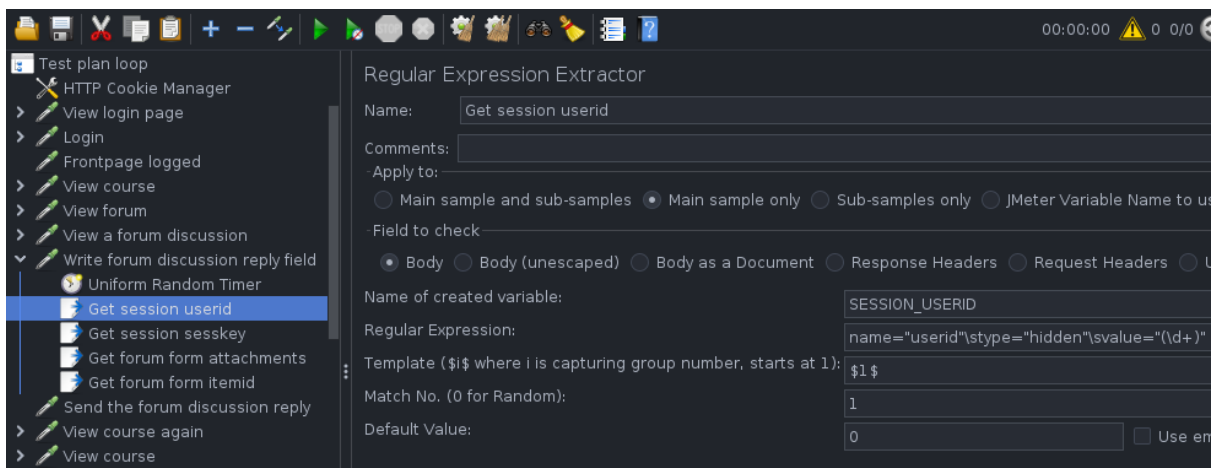 STOP
00:00:00 0 0/0
Test plan loop
HTTP Cookie Manager
View login page
Login
Frontpage logged
View course
View forum
View a forum discussion
Write forum discussion reply field
Uniform Random Timer
Get session userid
Get session sesskey
Get forum form attachments
Get forum form itemid
Send the forum discussion reply
View course again
View course
Regular Expression Extractor
Name: Get session userid
Comments:
Apply to:
Main sample and sub-samples Main sample only Sub-samples only JMeter Variable Name to us
Field to check
Body Body (unescaped) Body as a Document Response Headers Request Headers U
Name of created variable: SESSION_USERID
Regular Expression: name="userid"\stype="hidden"\svalue="(\d+)"
Template ($i$ where i is capturing group number, starts at 1): $1$
Match No. (0 for Random): 1
Default Value: 0 Use em